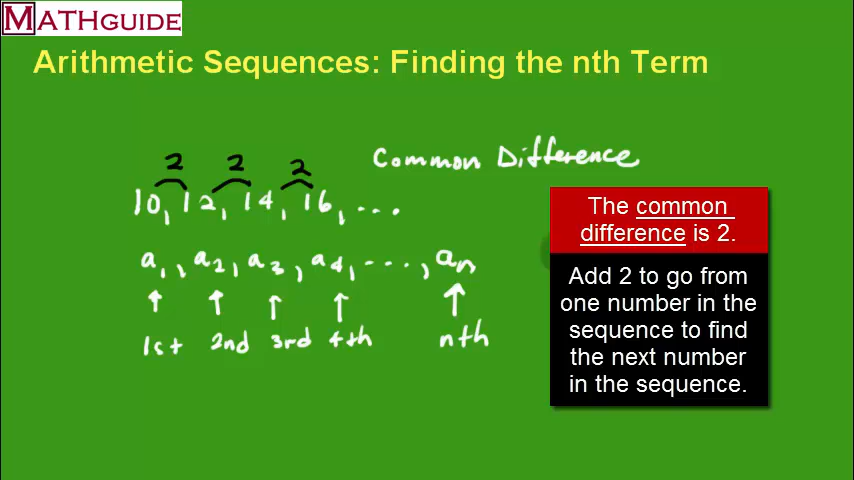 MATHGUIDE
Arithmetic Sequences: Finding the nth Term
2 2 2
Common Difference
10, 12, 14, 16, ...
The common
difference is 2.
a1, a2, a3, a4, ..., an
Add 2 to go from
one number in the
sequence to find
the next number
in the sequence.
1st 2nd 3rd 4th nth